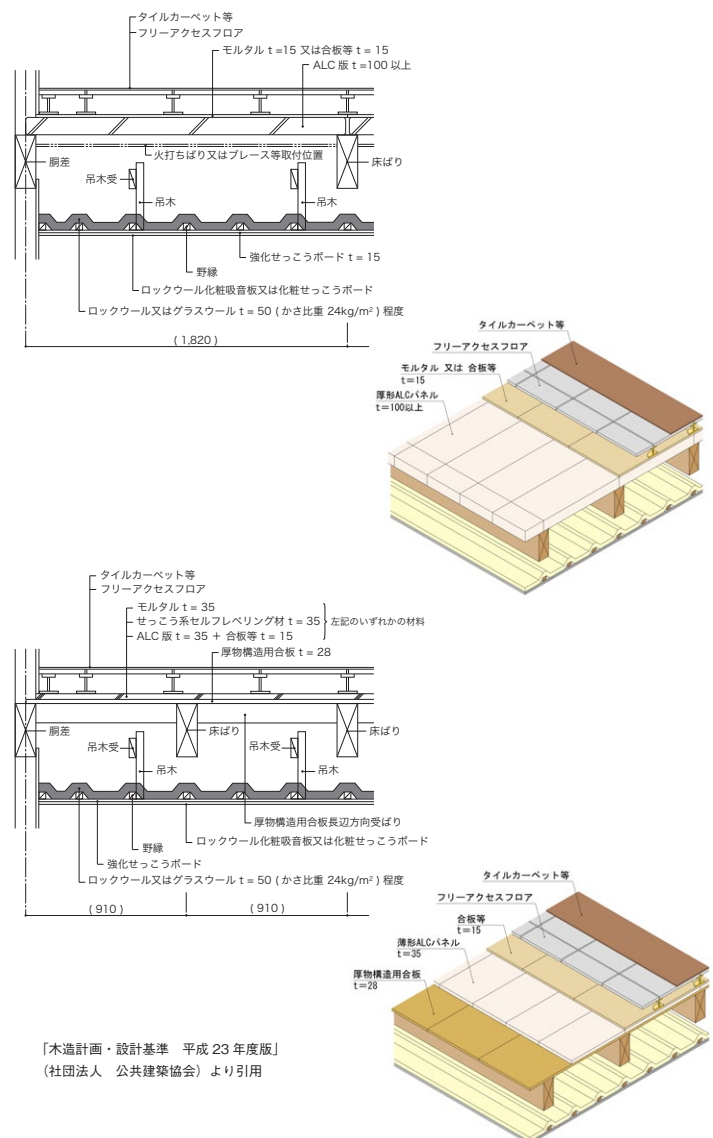 タイルカーペット等
フリーアクセスフロア
モルタル t =15 又は合板等 t = 15
ALC 版 t =100 以上
火打ちばり又はブレース等取付位置
胴差
床ばり
吊木受
吊木
吊木
強化せっこうボード t = 15
野縁
ロックウール化粧吸音板又は化粧せっこうボード
ロックウール又はグラスウール t = 50 ( かさ比重 24kg/m² ) 程度
( 1,820 )
タイルカーペット等
フリーアクセスフロア
モルタル 又は 合板等
t=15
厚形ALCパネル
t=100以上
タイルカーペット等
フリーアクセスフロア
モルタル t = 35
せっこう系セルフレベリング材 t = 35
ALC 版 t = 35 + 合板等 t = 15
左記のいずれかの材料
厚物構造用合板 t = 28
胴差
床ばり
床ばり
吊木受
吊木受
吊木
吊木
厚物構造用合板長辺方向受ばり
ロックウール化粧吸音板又は化粧せっこうボード
野縁
強化せっこうボード
ロックウール又はグラスウール t = 50 ( かさ比重 24kg/m² ) 程度
( 910 )
( 910 )
タイルカーペット等
フリーアクセスフロア
合板等
t=15
薄形ALCパネル
t=35
厚物構造用合板
t=28
「木造計画・設計基準　平成 23 年度版」
（社団法人　公共建築協会）より引用